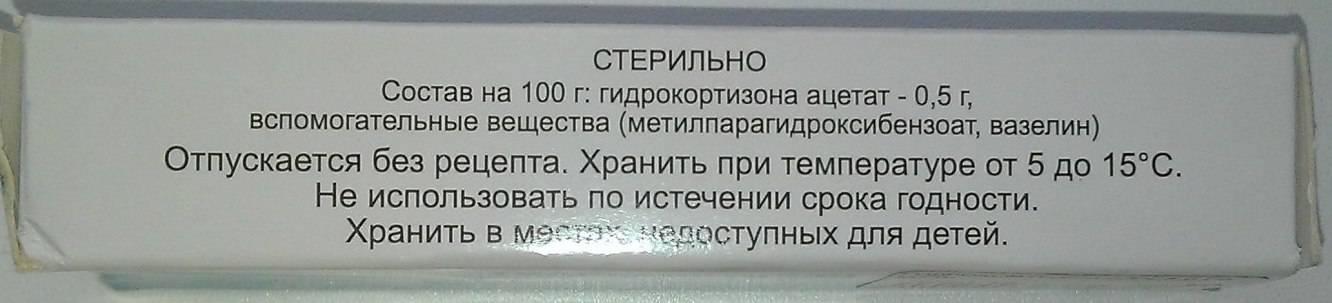 СТЕРИЛЬНО
Состав на 100 г: гидрокортизона ацетат - 0,5 г,
вспомогательные вещества (метилпарагидроксибензоат, вазелин)
Отпускается без рецепта. Хранить при температуре от 5 до 15°С.
Не использовать по истечении срока годности.
Хранить в местах, недоступных для детей.